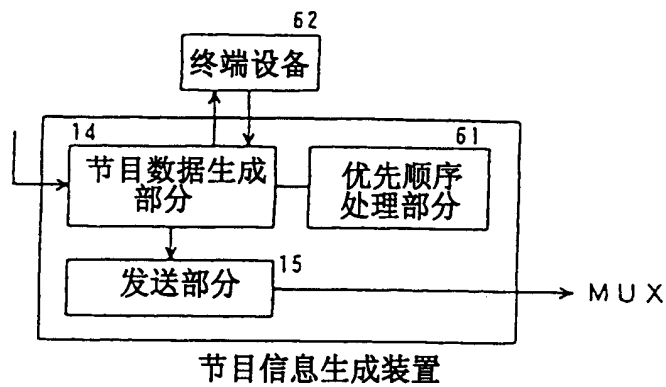 62
终端设备
14
节目数据生成
部分
61
优先顺序
处理部分
发送部分
15
MUX
节目信息生成装置